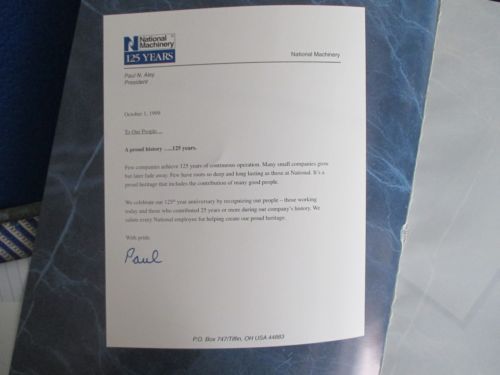 National
Machinery
125 YEARS
National Machinery
Paul N. Aley
President
October 1, 1999
To Our People....
A proud history .....125 years.
Few companies achieve 125 years of continuous operation. Many small companies grow
but later fade away. Few have roots so deep and long lasting as those at National. It's a
proud heritage that includes the contribution of many good people.
We celebrate our 125th year anniversary by recognizing our people – those working
today and those who contributed 25 years or more during our company's history. We
salute every National employee for helping create our proud heritage.
With pride,
Paul
P.O. Box 747/Tiffin, OH USA 44883